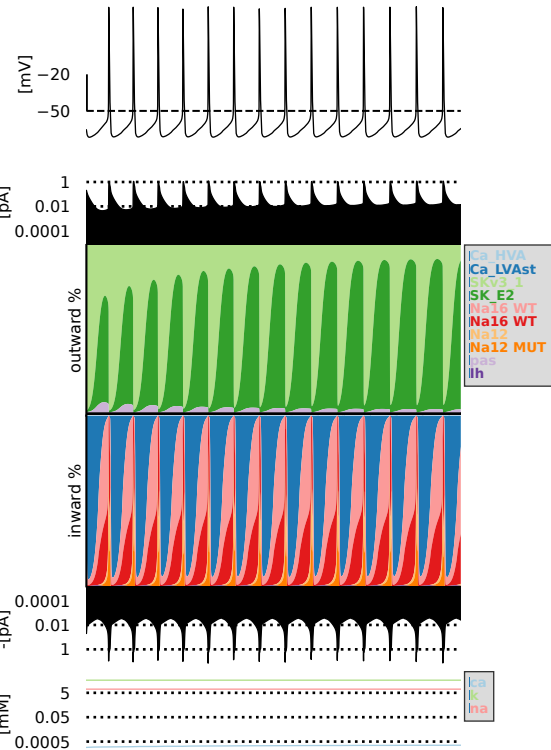 [mV]
−20
−50
[pA]
1
0.01
0.0001
outward %
Ca_HVA
Ca_LVAst
SKv3_1
SK_E2
Na16 WT
Na16 WT
Na12
Na12 MUT
pas
Ih
inward %
-[pA]
0.0001
0.01
1
[mM]
5
0.05
0.0005
ca
k
na